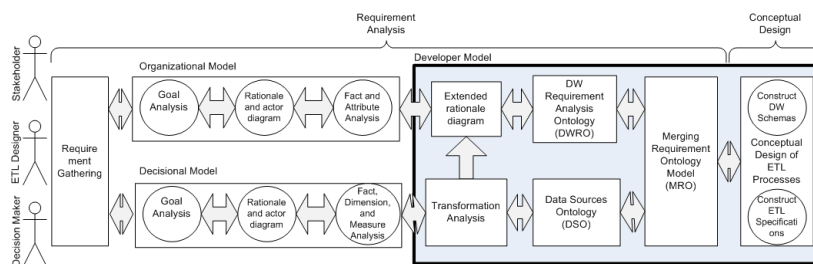 Requirement
Analysis
Conceptual
Design
Stakeholder
ETL Designer
Decision Maker
Require
ment
Gathering
Organizational Model
Goal
Analysis
Rationale
and actor
diagram
Fact and
Attribute
Analysis
Decisional Model
Goal
Analysis
Rationale
and actor
diagram
Fact,
Dimension,
and
Measure
Analysis
Developer Model
Extended
rationale
diagram
DW
Requirement
Analysis
Ontology
(DWRO)
Transformation
Analysis
Data Sources
Ontology
(DSO)
Merging
Requirement
Ontology
Model
(MRO)
Construct
DW
Schemas
Conceptual
Design of
ETL
Processes
Construct
ETL
Specificati
ons